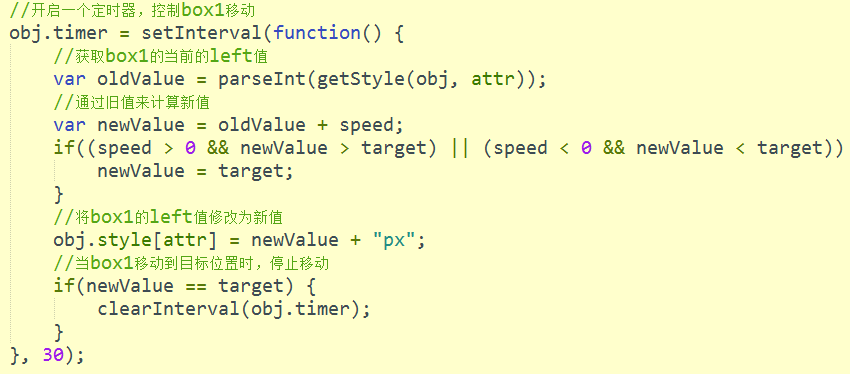 //开启一个定时器，控制box1移动
obj.timer = setInterval(function() {
    //获取box1的当前的left值
    var oldValue = parseInt(getStyle(obj, attr));
    //通过旧值来计算新值
    var newValue = oldValue + speed;
    if((speed > 0 && newValue > target) || (speed < 0 && newValue < target))
        newValue = target;
    }
    //将box1的left值修改为新值
    obj.style[attr] = newValue + "px";
    //当box1移动到目标位置时，停止移动
    if(newValue == target) {
        clearInterval(obj.timer);
    }
}, 30);